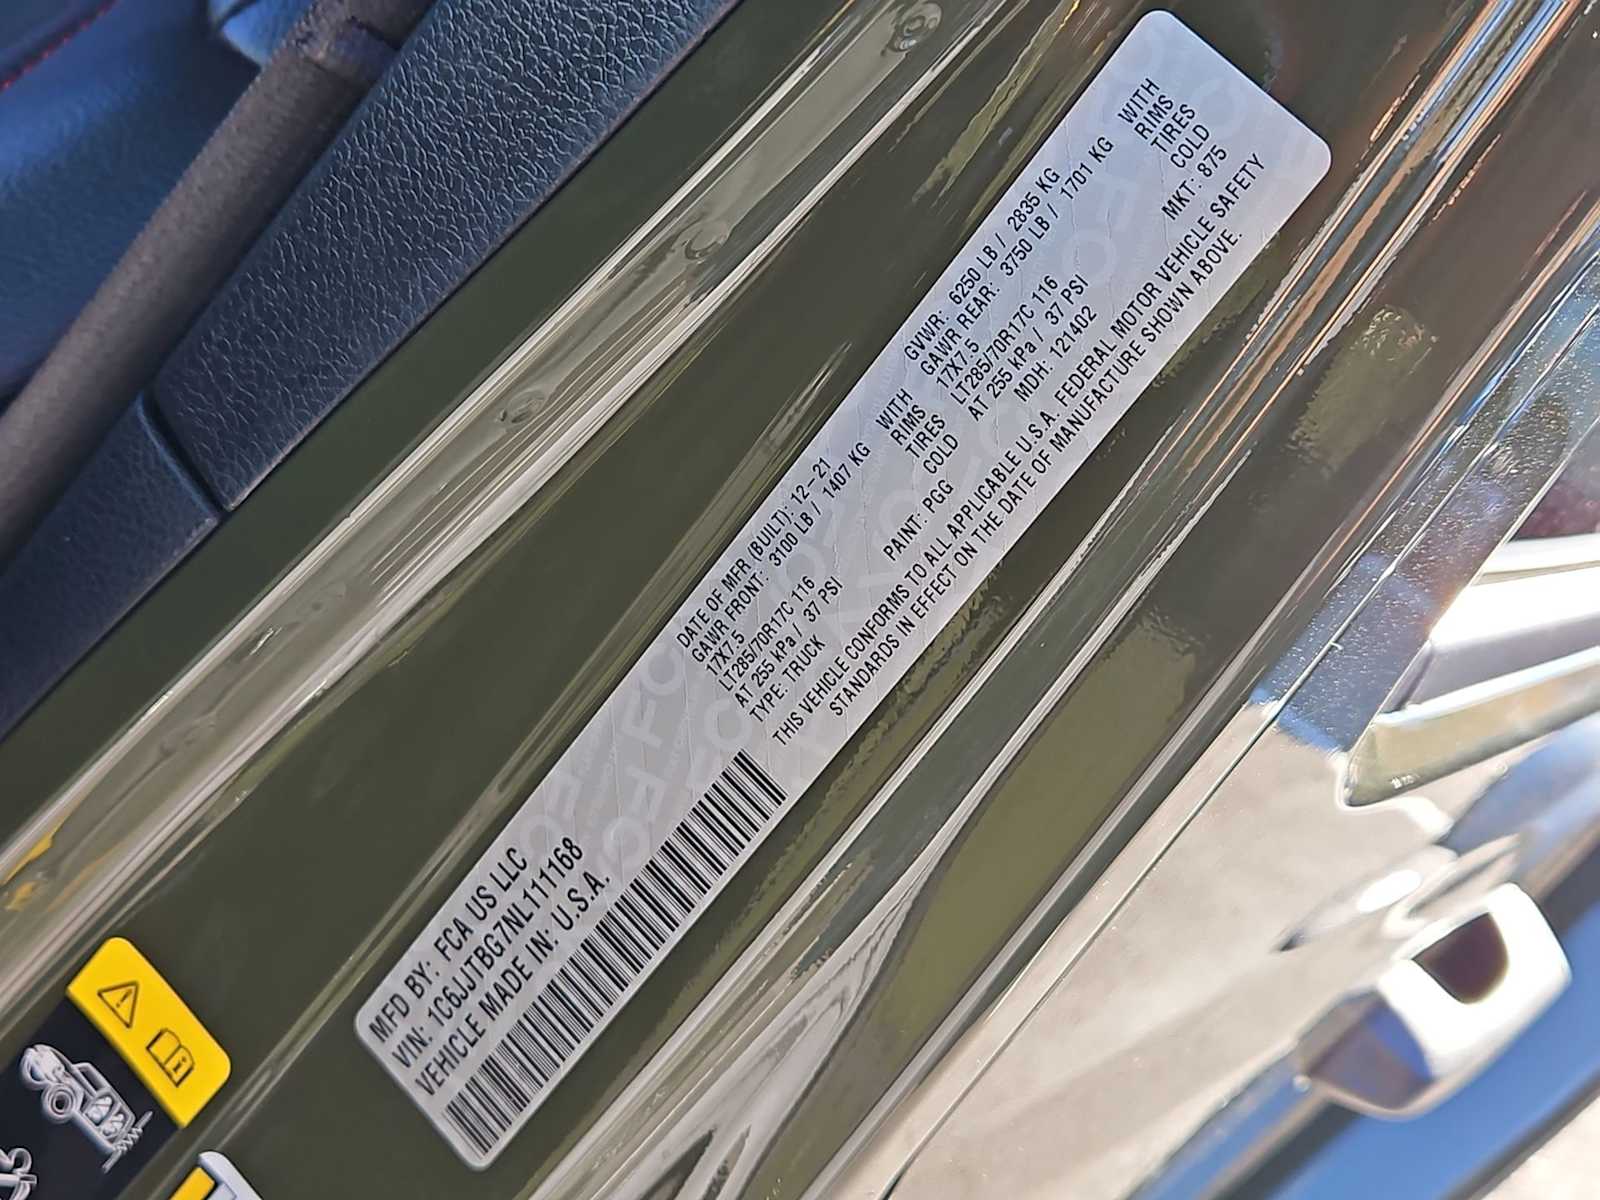 MFD BY: FCA US LLC
VIN: 1C6JJTBG7NL111168
VEHICLE MADE IN: U.S.A.
DATE OF MFR (BUILT): 12-21 GVWR: 6250 LB / 2835 KG
GAWR FRONT: 3100 LB / 1407 KG WITH GAWR REAR: 3750 LB / 1701 KG WITH
17X7.5 RIMS 17X7.5 RIMS
LT285/70R17C 116 TIRES LT285/70R17C 116 TIRES
AT 255 kPa / 37 PSI COLD AT 255 kPa / 37 PSI COLD
TYPE: TRUCK PAINT: PGG MDH: 121402 MKT: 875
THIS VEHICLE CONFORMS TO ALL APPLICABLE U.S.A. FEDERAL MOTOR VEHICLE SAFETY
STANDARDS IN EFFECT ON THE DATE OF MANUFACTURE SHOWN ABOVE.